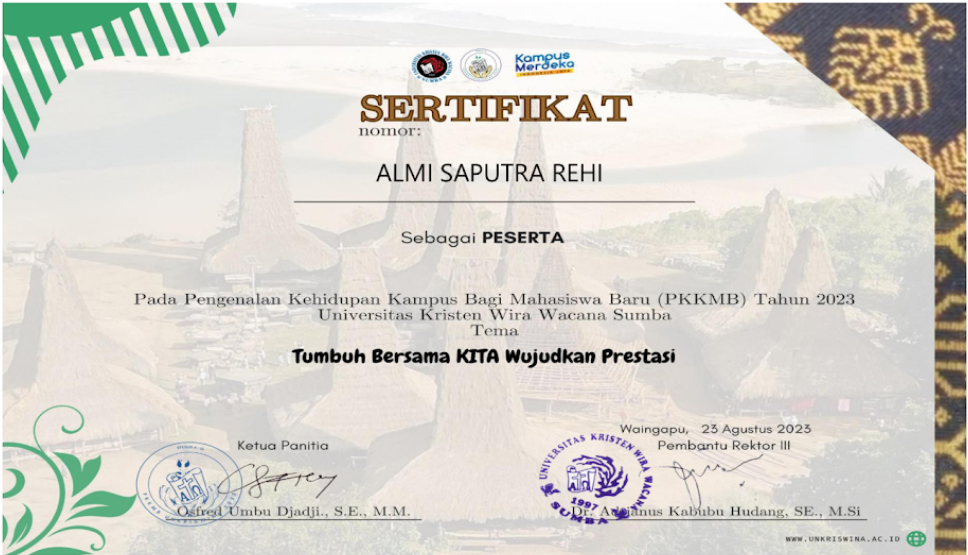 Kampus
Merdeka
INDONESIA JAYA
SERTIFIKAT
nomor:
ALMI SAPUTRA REHI
Sebagai PESERTA
Pada Pengenalan Kehidupan Kampus Bagi Mahasiswa Baru (PKKMB) Tahun 2023
Universitas Kristen Wira Wacana Sumba
Tema
Tumbuh Bersama KITA Wujudkan Prestasi
Waingapu, 23 Agustus 2023
Ketua Panitia
Pembantu Rektor III
UNIVERSITAS KRISTEN WIRA WACANA
1997
SUMBA
Osfred Umbu Djadji., S.E., M.M.
Dr. Adrianus Kabubu Hudang, SE., M.Si
WWW.UNKRISWINA.AC.ID